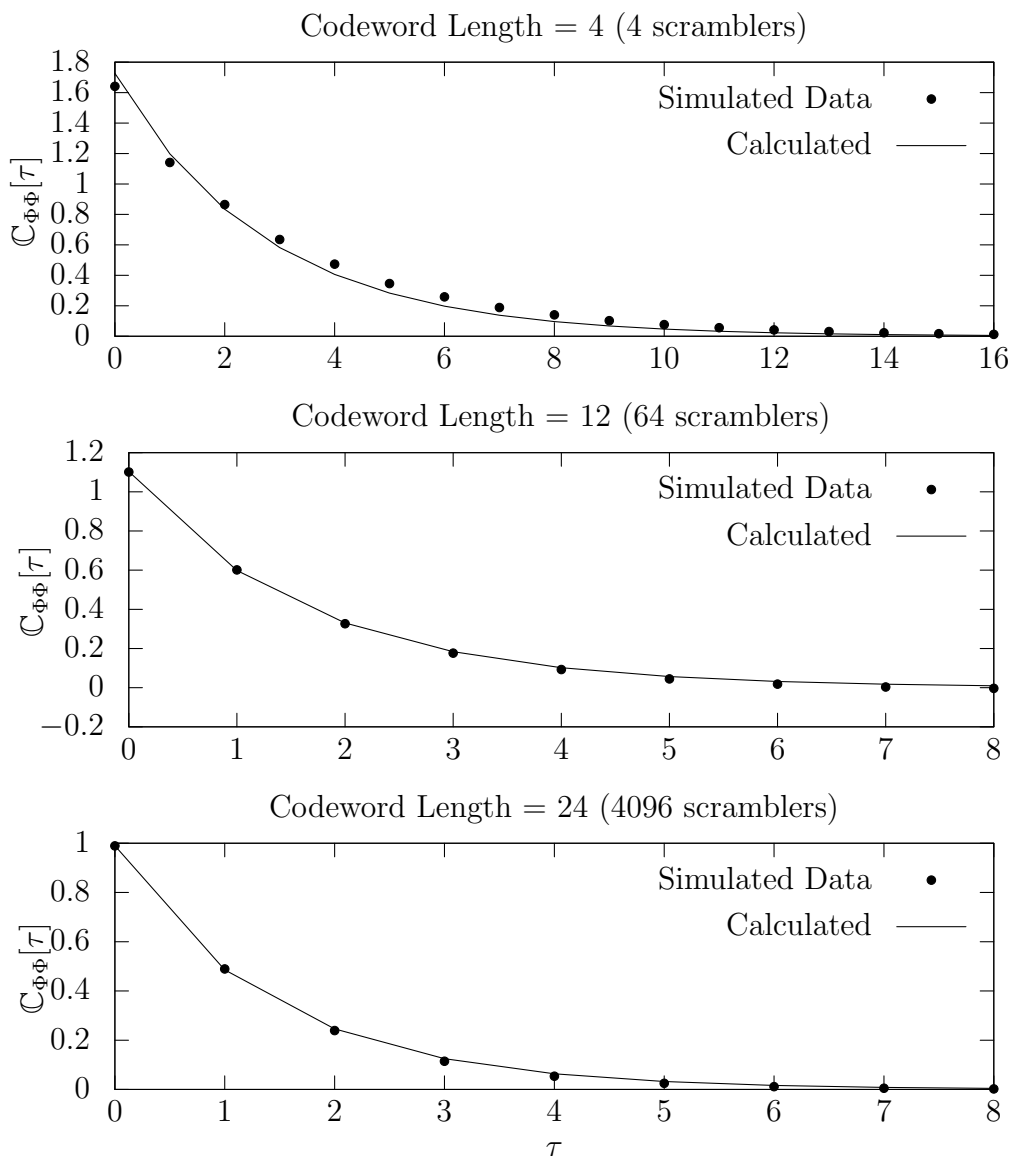 Codeword Length = 4 (4 scramblers)
ℂ_ΦΦ[τ]
1.8
1.6
1.4
1.2
1
0.8
0.6
0.4
0.2
0
Simulated Data
Calculated
0 2 4 6 8 10 12 14 16
Codeword Length = 12 (64 scramblers)
ℂ_ΦΦ[τ]
1.2
1
0.8
0.6
0.4
0.2
0
−0.2
Simulated Data
Calculated
0 1 2 3 4 5 6 7 8
Codeword Length = 24 (4096 scramblers)
ℂ_ΦΦ[τ]
1
0.8
0.6
0.4
0.2
0
Simulated Data
Calculated
0 1 2 3 4 5 6 7 8
τ